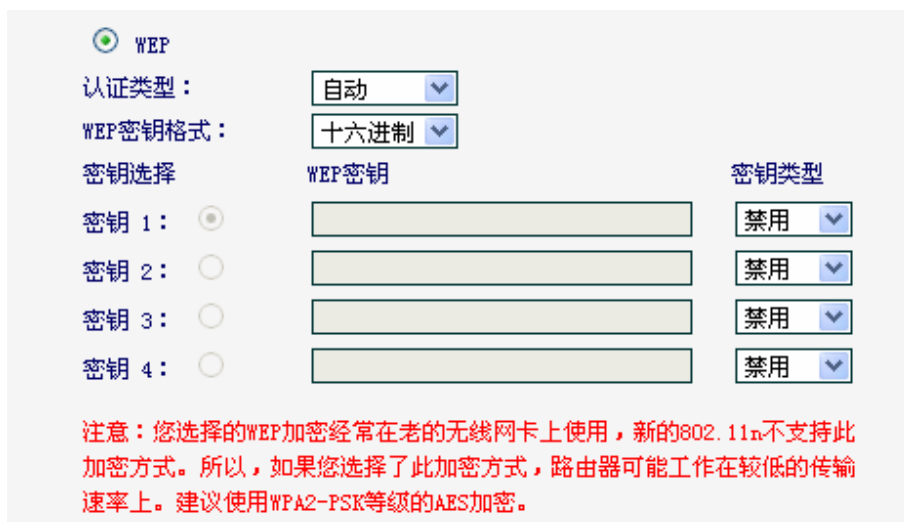 WEP
认证类型： 自动
WEP密钥格式： 十六进制
密钥选择 WEP密钥 密钥类型
密钥 1： 禁用
密钥 2： 禁用
密钥 3： 禁用
密钥 4： 禁用
注意：您选择的WEP加密经常在老的无线网卡上使用，新的802.11n不支持此
加密方式。所以，如果您选择了此加密方式，路由器可能工作在较低的传输
速率上。建议使用WPA2-PSK等级的AES加密。